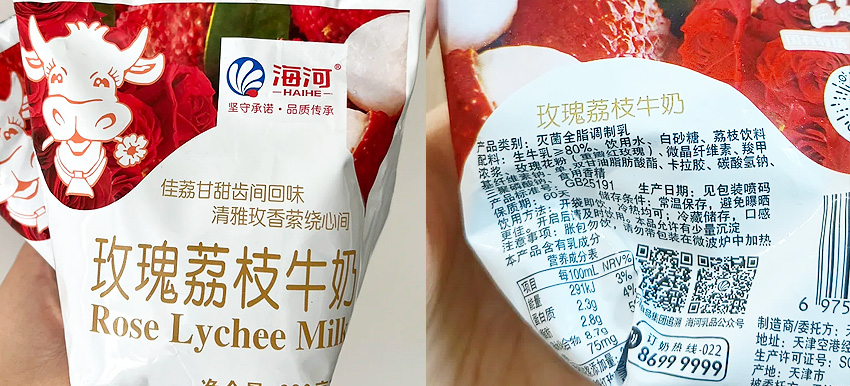 海河®
HAIHE
坚守承诺·品质传承
佳荔甘甜齿间回味
清雅玫香萦绕心间
玫瑰荔枝牛奶
Rose Lychee Milk
玫瑰荔枝牛奶
产品类别：灭菌全脂调制乳
配料：生牛乳≥80%、饮用水、白砂糖、荔枝饮料
浓浆、玫瑰花粉（重瓣红玫瑰）、微晶纤维素、羧甲
双甘油脂肪酸酯、卡拉胶、碳酸氢钠、
食用香精
产品标准号：GB25191
保质期：60天
生产日期：见包装喷码
储存条件：常温保存，避免曝晒
饮用方法：开袋即饮，冷热均可；冷藏储存，口感
更佳。开启后请及时饮用。本品允许有少量沉淀
注意事项：胀包勿饮，请勿带包装在微波炉中加热
本产品含有乳成分
营养成分表
项目 每100mL NRV%
能量 291kJ 3%
蛋白质 2.3g 4%
2.8g
8.7g
75mg
海河乳品公众号
订奶热线-022
8699 9999
6 975
制造商/委托方：
地址：天津空港经
生产许可证号：SC
产地：天津市